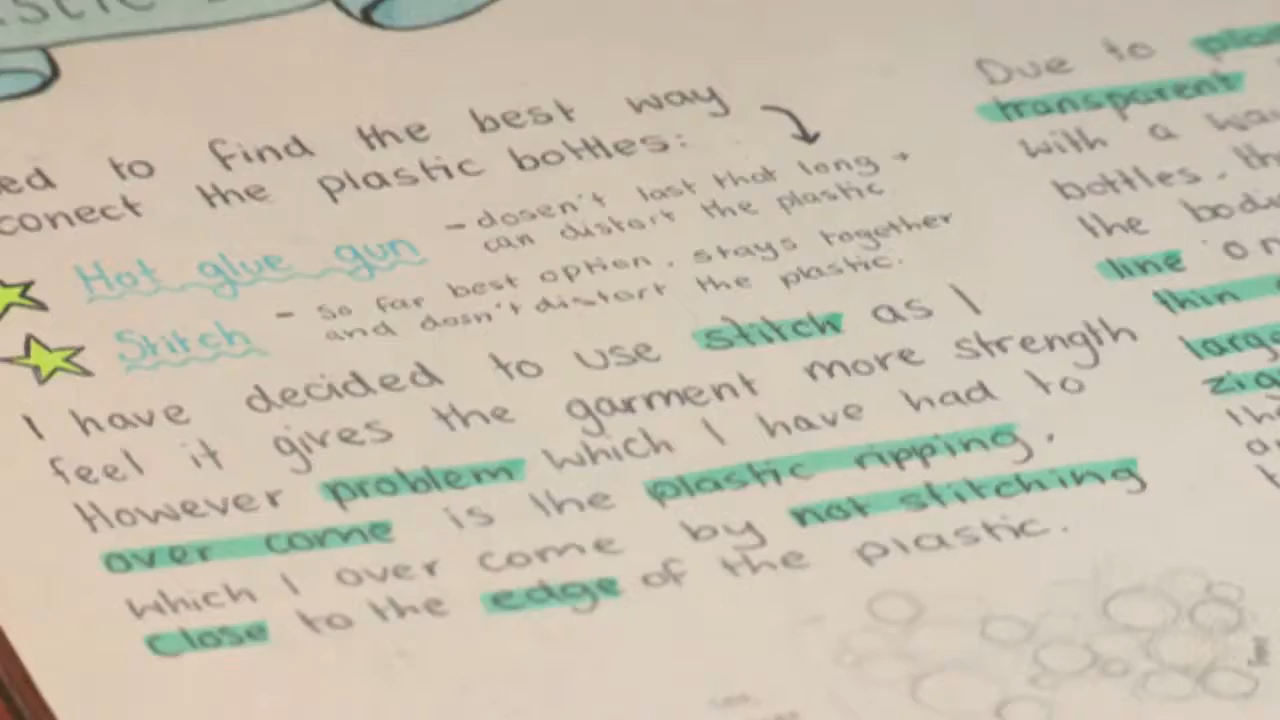 ed to find the best way
conect the plastic bottles:
Hot glue gun - dosen't last that long +
can distort the plastic
Stitch - so far best option, stays together
and dosn't distort the plastic.
I have decided to use stitch as I
feel it gives the garment more strength
However problem which I have had to
over come is the plastic ripping,
which I over come by not stitching
close to the edge of the plastic.
Due to
transparent
with a
bottles, th
the bodi
line on
thin
large
zig